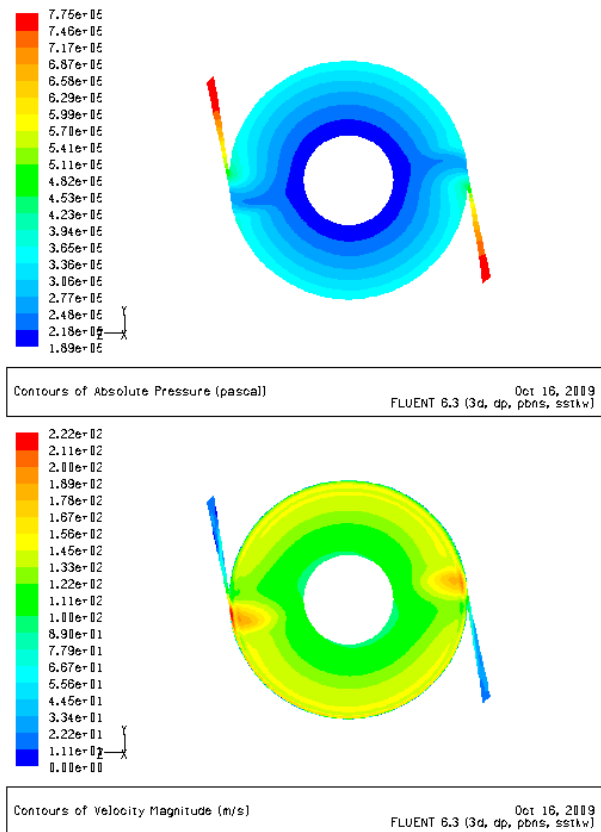 7.75e+05
7.46e+05
7.17e+05
6.87e+05
6.58e+05
6.29e+05
5.99e+05
5.70e+05
5.41e+05
5.11e+05
4.82e+05
4.53e+05
4.23e+05
3.94e+05
3.65e+05
3.36e+05
3.06e+05
2.77e+05
2.48e+05
2.18e+05
1.89e+05
Y
Z X
Contours of Absolute Pressure (pascal)
Oct 16, 2009
FLUENT 6.3 (3d, dp, pbns, sstkw)
2.22e+02
2.11e+02
2.00e+02
1.89e+02
1.78e+02
1.67e+02
1.56e+02
1.45e+02
1.33e+02
1.22e+02
1.11e+02
1.00e+02
8.90e+01
7.79e+01
6.67e+01
5.56e+01
4.45e+01
3.34e+01
2.22e+01
1.11e+01
0.00e+00
Y
Z X
Contours of Velocity Magnitude (m/s)
Oct 16, 2009
FLUENT 6.3 (3d, dp, pbns, sstkw)